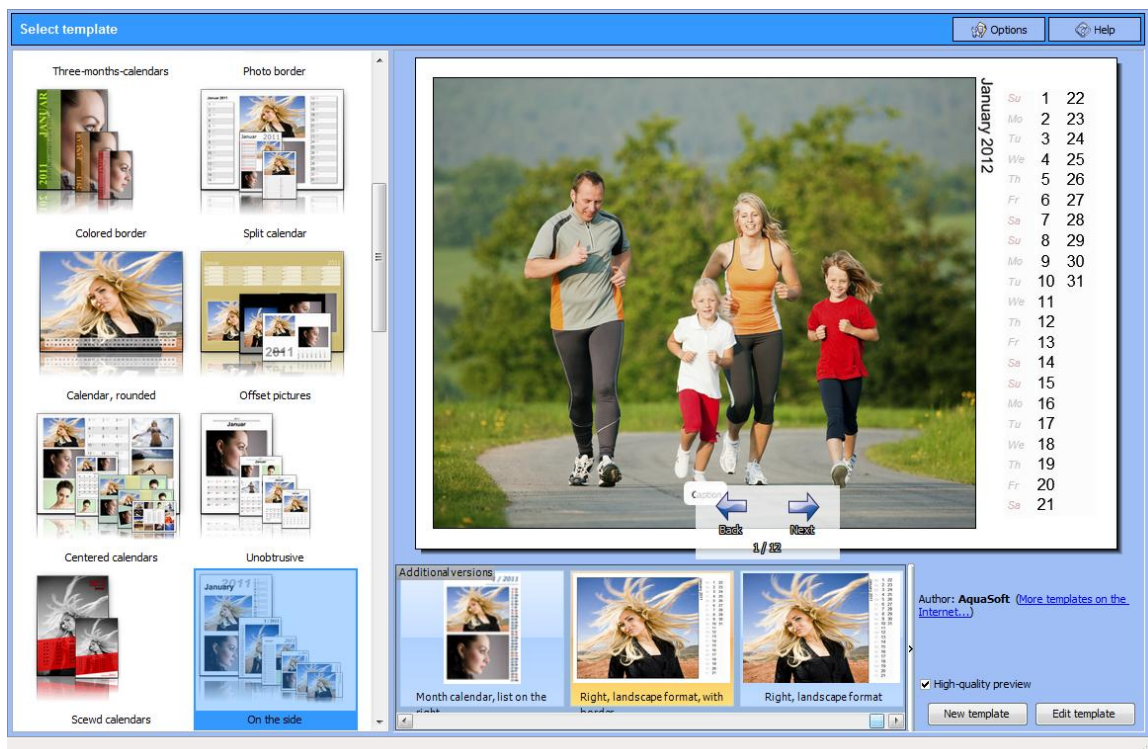 Select template
Options
Help
Three-months-calendars
Photo border
Colored border
Split calendar
Calendar, rounded
Offset pictures
Centered calendars
Unobtrusive
Scewd calendars
On the side
January 2012
Su 1 22
Mo 2 23
Tu 3 24
We 4 25
Th 5 26
Fr 6 27
Sa 7 28
Su 8 29
Mo 9 30
Tu 10 31
We 11
Th 12
Fr 13
Sa 14
Su 15
Mo 16
Tu 17
We 18
Th 19
Fr 20
Sa 21
Caption
Back
Next
1 / 12
Additional versions
Month calendar, list on the
right
Right, landscape format, with
border
Right, landscape format
Author: AquaSoft (More templates on the
Internet...)
High-quality preview
New template
Edit template